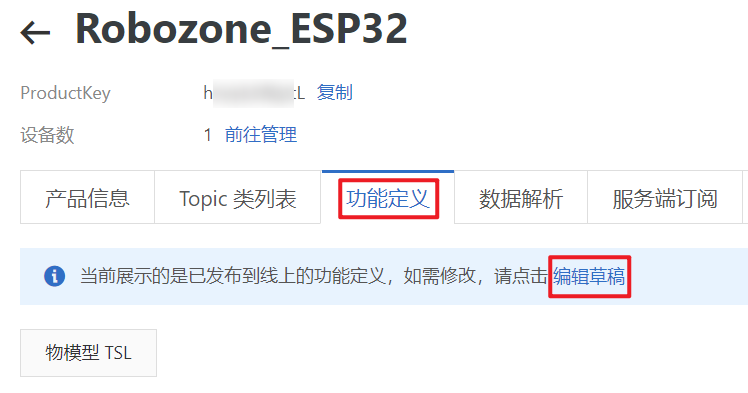 Robozone_ESP32
ProductKey h L 复制
设备数 1 前往管理
产品信息 Topic 类列表 功能定义 数据解析 服务端订阅
当前展示的是已发布到线上的功能定义，如需修改，请点击 编辑草稿
物模型 TSL